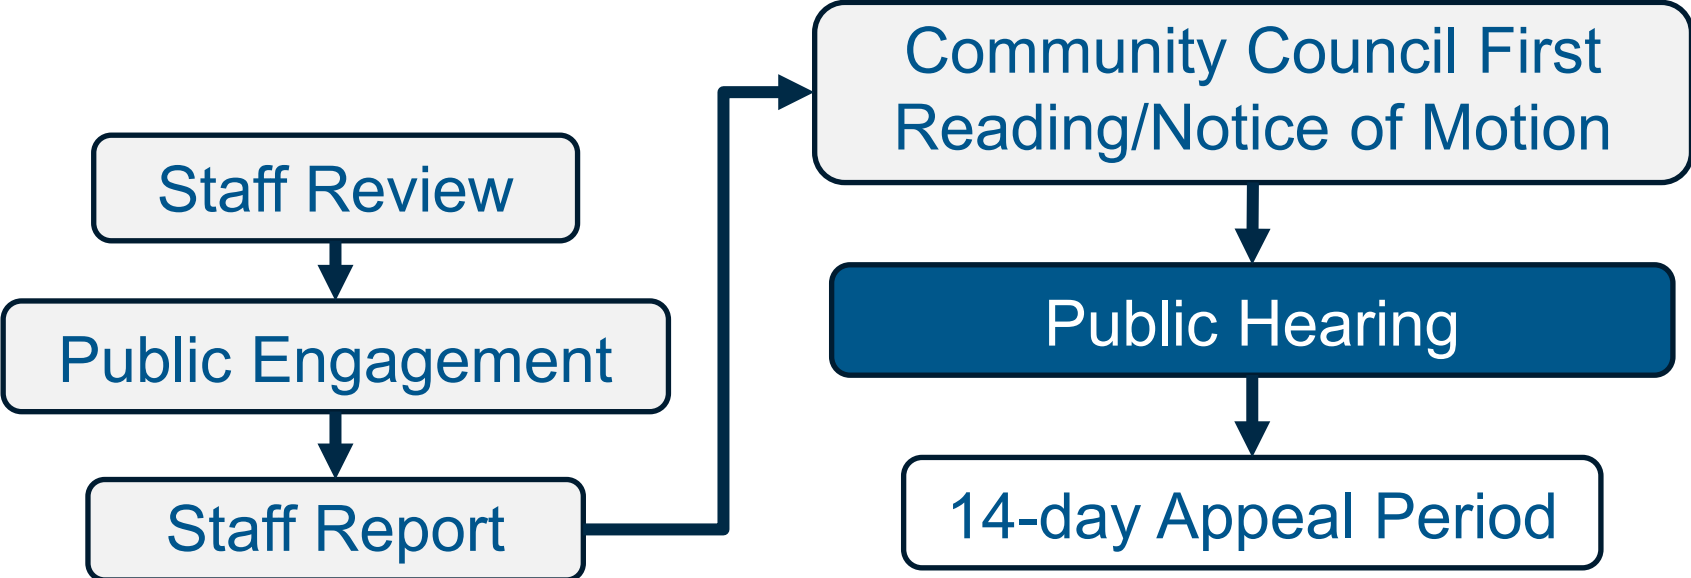 Staff Review
Public Engagement
Staff Report
Community Council First
Reading/Notice of Motion
Public Hearing
14-day Appeal Period